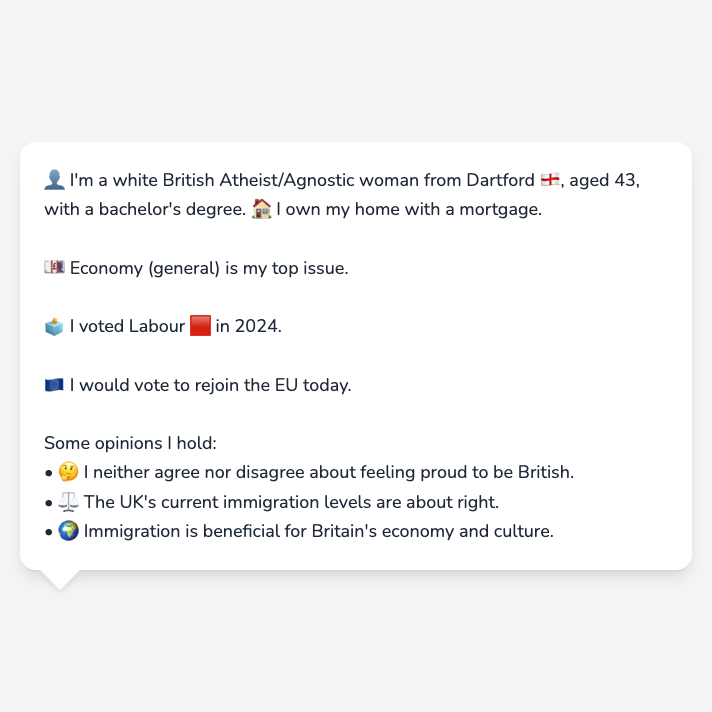 👤 I'm a white British Atheist/Agnostic woman from Dartford 🏴󠁧󠁢󠁥󠁮󠁧󠁿, aged 43,
with a bachelor's degree. 🏠 I own my home with a mortgage.
💷 Economy (general) is my top issue.
🗳️ I voted Labour 🟥 in 2024.
🇪🇺 I would vote to rejoin the EU today.
Some opinions I hold:
• 🤔 I neither agree nor disagree about feeling proud to be British.
• ⚖️ The UK's current immigration levels are about right.
• 🌍 Immigration is beneficial for Britain's economy and culture.